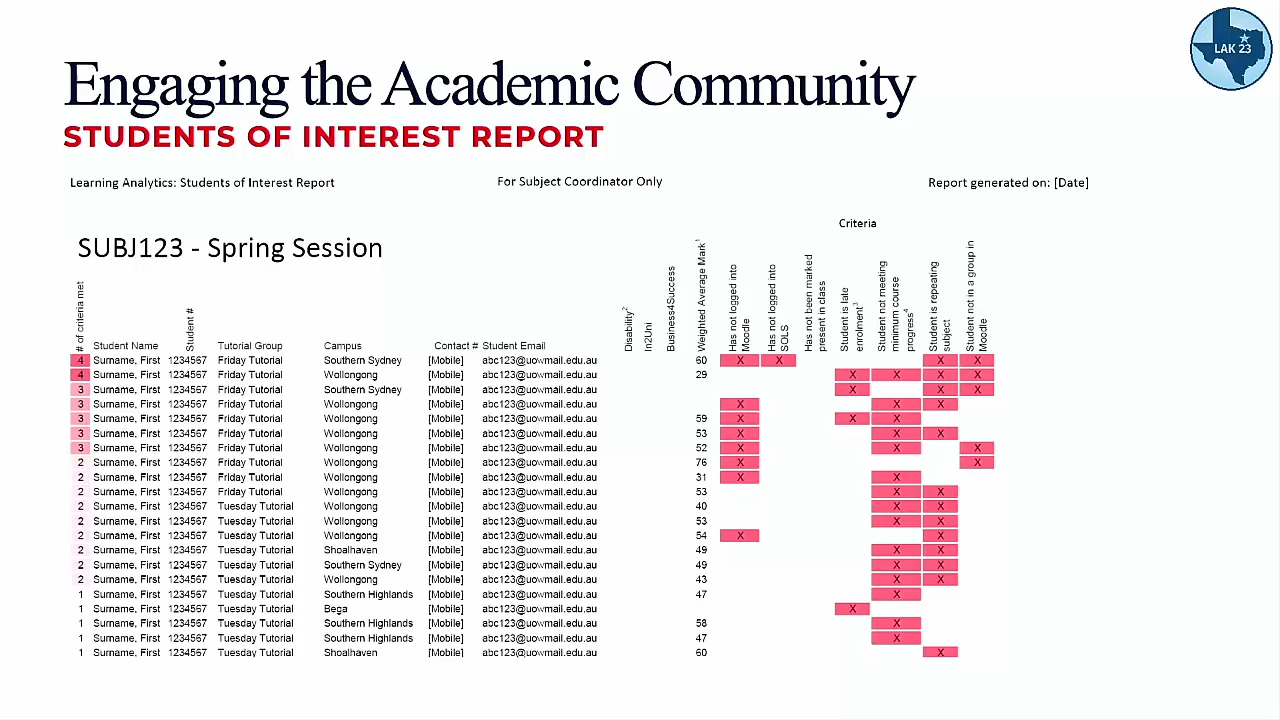 LAK 23
Engaging the Academic Community
STUDENTS OF INTEREST REPORT
Learning Analytics: Students of Interest Report For Subject Coordinator Only Report generated on: [Date]
Criteria
SUBJ123 - Spring Session
# of criteria met Student Name Student # Tutorial Group Campus Contact # Student Email Disability2 In2Uni Business4Success Weighted Average Mark1 Has not logged into Moodle Has not logged into SOLS Has not been marked present in class Student is late enrolment3 Student not meeting minimum course progress4 Student is repeating subject Student not in a group in Moodle
4 Surname, First 1234567 Friday Tutorial Southern Sydney [Mobile] abc123@uowmail.edu.au 60 X X X X
4 Surname, First 1234567 Friday Tutorial Wollongong [Mobile] abc123@uowmail.edu.au 29 X X X X
3 Surname, First 1234567 Friday Tutorial Southern Sydney [Mobile] abc123@uowmail.edu.au X X X
3 Surname, First 1234567 Friday Tutorial Wollongong [Mobile] abc123@uowmail.edu.au X X X
3 Surname, First 1234567 Friday Tutorial Wollongong [Mobile] abc123@uowmail.edu.au 59 X X X
3 Surname, First 1234567 Friday Tutorial Wollongong [Mobile] abc123@uowmail.edu.au 53 X X X
3 Surname, First 1234567 Friday Tutorial Wollongong [Mobile] abc123@uowmail.edu.au 52 X X X
2 Surname, First 1234567 Friday Tutorial Wollongong [Mobile] abc123@uowmail.edu.au 76 X X
2 Surname, First 1234567 Friday Tutorial Wollongong [Mobile] abc123@uowmail.edu.au 31 X X
2 Surname, First 1234567 Friday Tutorial Wollongong [Mobile] abc123@uowmail.edu.au 53 X X
2 Surname, First 1234567 Tuesday Tutorial Wollongong [Mobile] abc123@uowmail.edu.au 40 X X
2 Surname, First 1234567 Tuesday Tutorial Wollongong [Mobile] abc123@uowmail.edu.au 53 X X
2 Surname, First 1234567 Tuesday Tutorial Wollongong [Mobile] abc123@uowmail.edu.au 54 X X
2 Surname, First 1234567 Tuesday Tutorial Shoalhaven [Mobile] abc123@uowmail.edu.au 49 X X
2 Surname, First 1234567 Tuesday Tutorial Southern Sydney [Mobile] abc123@uowmail.edu.au 49 X X
2 Surname, First 1234567 Tuesday Tutorial Wollongong [Mobile] abc123@uowmail.edu.au 43 X X
1 Surname, First 1234567 Tuesday Tutorial Southern Highlands [Mobile] abc123@uowmail.edu.au 47 X
1 Surname, First 1234567 Tuesday Tutorial Bega [Mobile] abc123@uowmail.edu.au X
1 Surname, First 1234567 Tuesday Tutorial Southern Highlands [Mobile] abc123@uowmail.edu.au 58 X
1 Surname, First 1234567 Tuesday Tutorial Southern Highlands [Mobile] abc123@uowmail.edu.au 47 X
1 Surname, First 1234567 Tuesday Tutorial Shoalhaven [Mobile] abc123@uowmail.edu.au 60 X